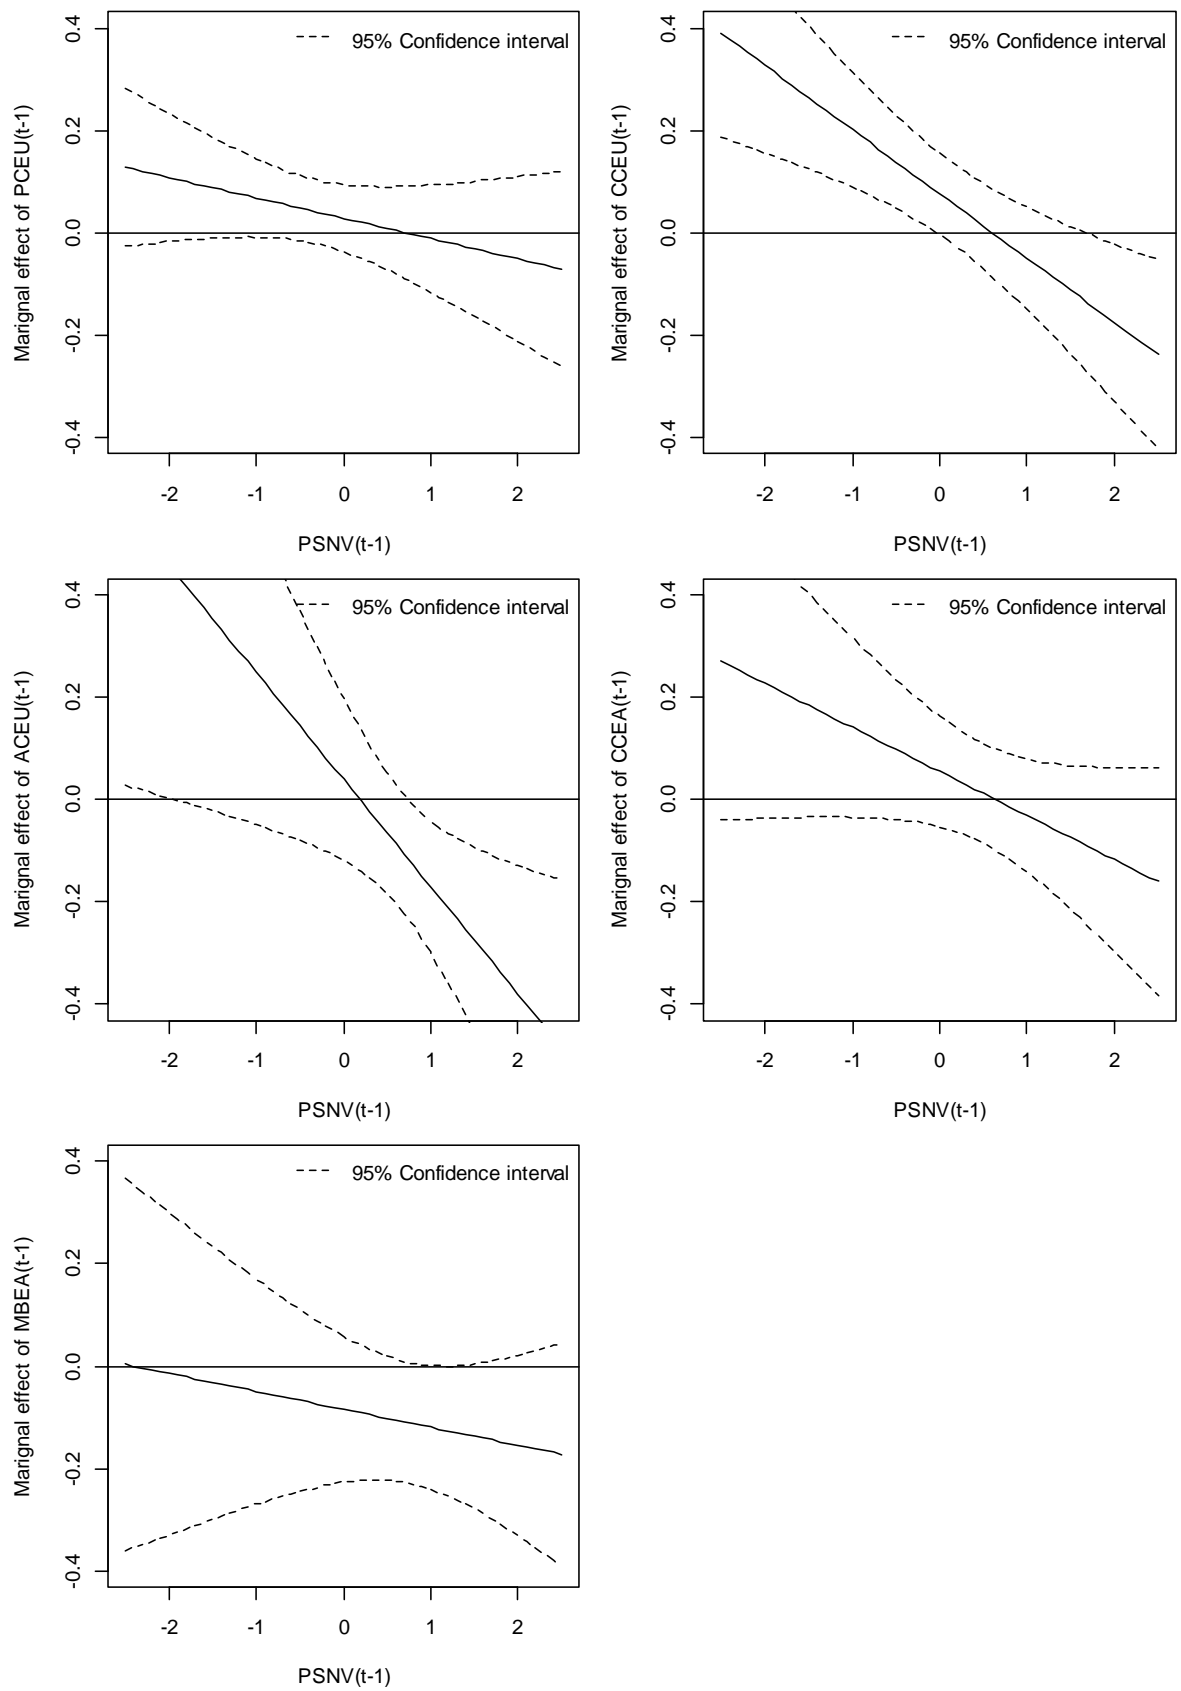 95% Confidence interval
Marignal effect of PCEU(t-1)
0.4
0.2
0.0
-0.2
-0.4
-2 -1 0 1 2
PSNV(t-1)
95% Confidence interval
Marignal effect of CCEU(t-1)
0.4
0.2
0.0
-0.2
-0.4
-2 -1 0 1 2
PSNV(t-1)
95% Confidence interval
Marignal effect of ACEU(t-1)
0.4
0.2
0.0
-0.2
-0.4
-2 -1 0 1 2
PSNV(t-1)
95% Confidence interval
Marignal effect of CCEA(t-1)
0.4
0.2
0.0
-0.2
-0.4
-2 -1 0 1 2
PSNV(t-1)
95% Confidence interval
Marignal effect of MBEA(t-1)
0.4
0.2
0.0
-0.2
-0.4
-2 -1 0 1 2
PSNV(t-1)